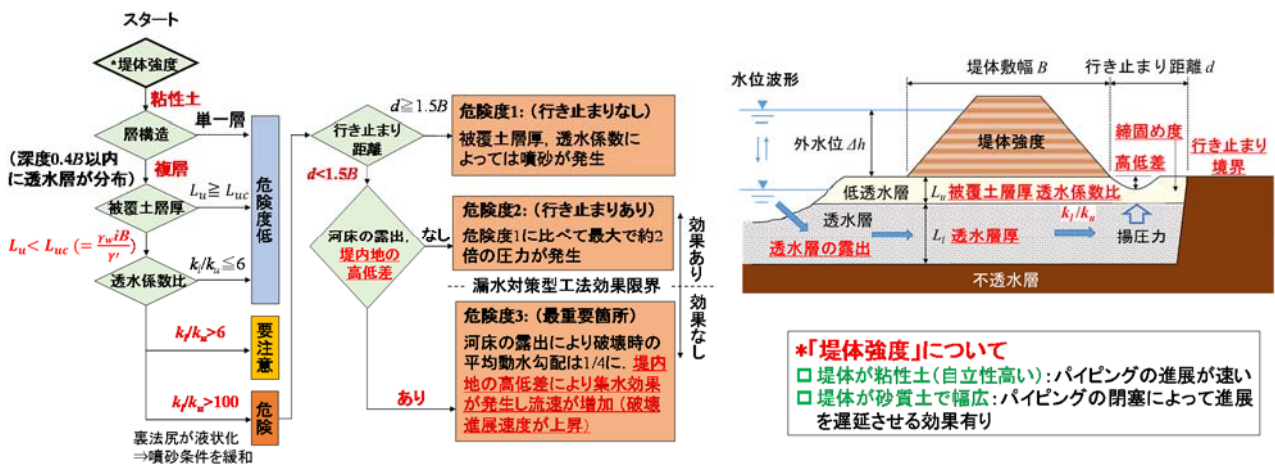 スタート
*堤体強度
粘性土
層構造
単一層
(深度0.4B以内
に透水層が分布)
複層
被覆土層厚
L_u≧L_uc
L_u< L_uc (=γ_w iB/γ′)
透水係数比
k_l/k_u≦6
危険度低
k_l/k_u>6
要注意
k_l/k_u>100
危険
裏法尻が液状化
⇒噴砂条件を緩和
行き止まり
距離
d≧1.5B
d<1.5B
河床の露出,
堤内地の
高低差
なし
あり
危険度1:(行き止まりなし)
被覆土層厚,透水係数に
よっては噴砂が発生
危険度2:(行き止まりあり)
危険度1に比べて最大で約2
倍の圧力が発生
漏水対策型工法効果限界
効果あり
効果なし
危険度3:(最重要箇所)
河床の露出により破壊時の
平均動水勾配は1/4に.堤内
地の高低差により集水効果
が発生し流速が増加(破壊
進展速度が上昇)
水位波形
堤体敷幅 B
行き止まり距離 d
外水位 Δh
堤体強度
締固め度
高低差
行き止まり
境界
低透水層
L_u 被覆土層厚 透水係数比
k_l/k_u
透水層
L_l 透水層厚
透水層の露出
揚圧力
不透水層
*「堤体強度」について
堤体が粘性土(自立性高い):パイピングの進展が速い
堤体が砂質土で幅広:パイピングの閉塞によって進展
を遅延させる効果有り